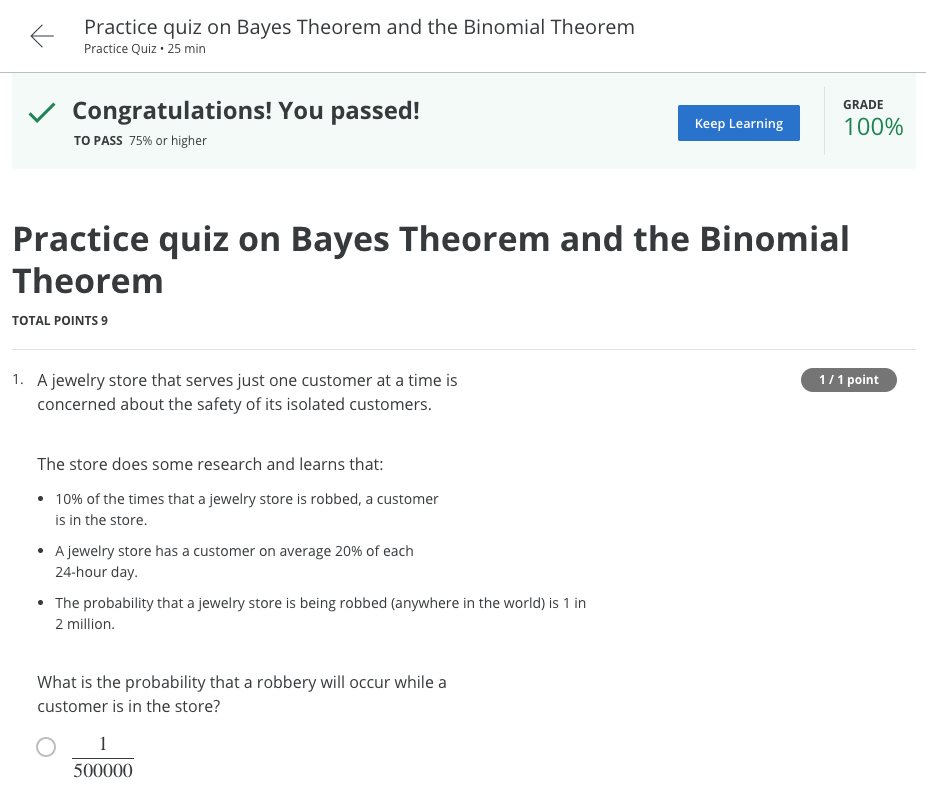 Practice quiz on Bayes Theorem and the Binomial Theorem
Practice Quiz • 25 min
Congratulations! You passed!
TO PASS 75% or higher
Keep Learning
GRADE
100%
Practice quiz on Bayes Theorem and the Binomial
Theorem
TOTAL POINTS 9
1. A jewelry store that serves just one customer at a time is
concerned about the safety of its isolated customers.
1 / 1 point
The store does some research and learns that:
• 10% of the times that a jewelry store is robbed, a customer
is in the store.
• A jewelry store has a customer on average 20% of each
24-hour day.
• The probability that a jewelry store is being robbed (anywhere in the world) is 1 in
2 million.
What is the probability that a robbery will occur while a
customer is in the store?
1
500000